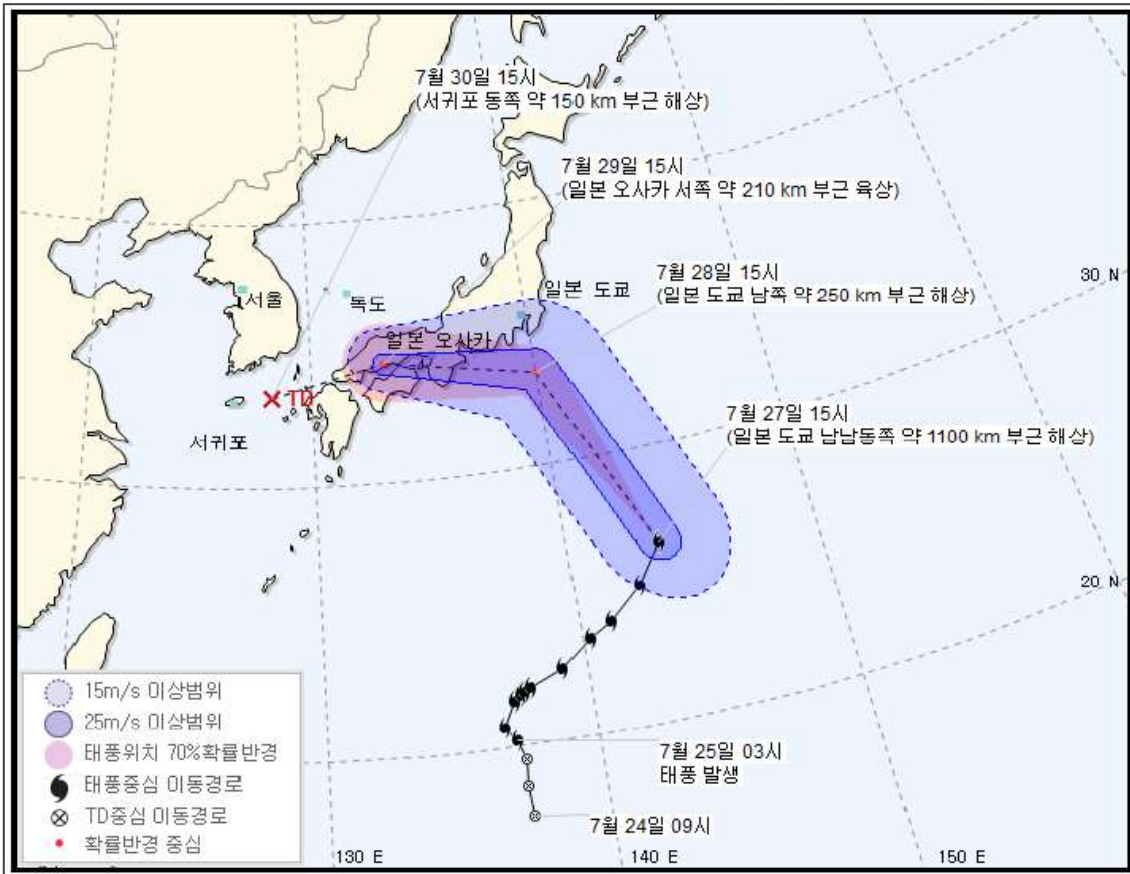 7월 30일 15시
(서귀포 동쪽 약 150 km 부근 해상)
7월 29일 15시
(일본 오사카 서쪽 약 210 km 부근 육상)
7월 28일 15시
(일본 도쿄 남쪽 약 250 km 부근 해상)
30 N
서울
독도
일본 도쿄
일본 오사카
TD
서귀포
7월 27일 15시
(일본 도쿄 남남동쪽 약 1100 km 부근 해상)
20 N
15m/s 이상범위
25m/s 이상범위
태풍위치 70%확률반경
태풍중심 이동경로
TD중심 이동경로
확률반경 중심
7월 25일 03시
태풍 발생
7월 24일 09시
130 E
140 E
150 E